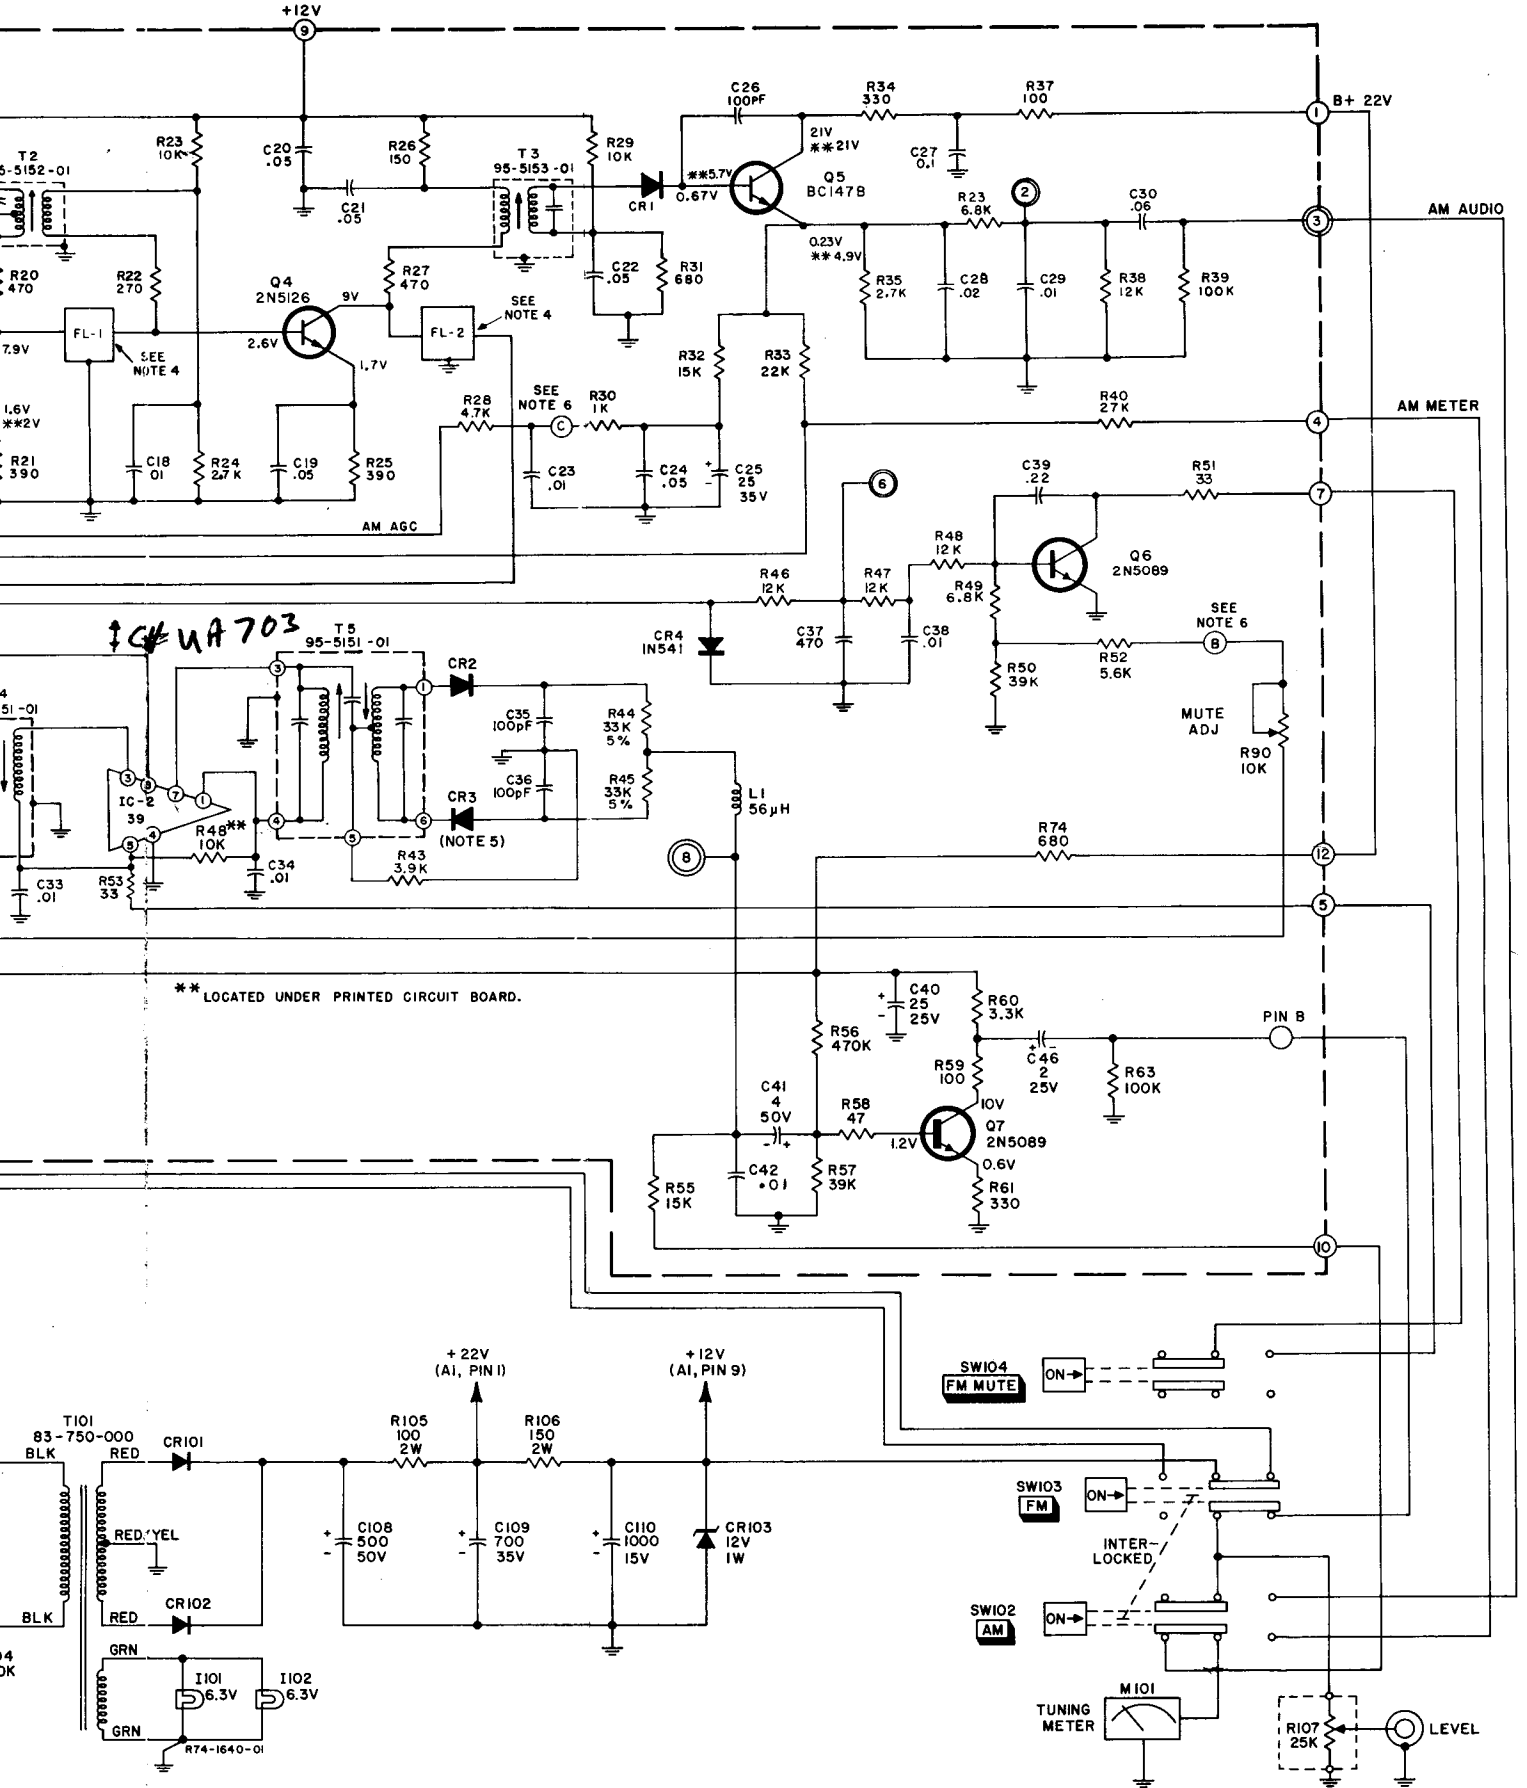 +12V
9
C26
100PF
R34
330
R37
100
1
B+ 22V
R23
10K
C20
.05
R26
150
T3
95-5153-01
R29
10K
21V
**21V
C27
0.1
T2
5-5152-01
C21
.05
CR1
**5.7V
0.67V
Q5
BC147B
2
R23
6.8K
C30
.06
3
AM AUDIO
0.23V
**4.9V
R20
470
R22
270
Q4
2N5126
9V
R27
470
C22
.05
R31
680
R35
2.7K
C28
.02
C29
.01
R38
12K
R39
100K
FL-1
7.9V
SEE
NOTE 4
2.6V
1.7V
FL-2
SEE
NOTE 4
R32
15K
R33
22K
1.6V
**2V
R28
4.7K
SEE
NOTE 6
C
R30
1K
R40
27K
4
AM METER
R21
390
C18
01
R24
2.7K
C19
.05
R25
390
C23
.01
C24
.05
+
-
C25
25
35V
6
C39
.22
R51
33
7
AM AGC
R48
12K
Q6
2N5089
R46
12K
R47
12K
R49
6.8K
CR4
1N541
C37
470
C38
.01
SEE
NOTE 6
B
R52
5.6K
R50
39K
UA703
T5
95-5151-01
3
CR2
1
4
51-01
C35
100pF
R44
33K
5%
MUTE
ADJ
R90
10K
3
8
7
1
IC-2
39
5
4
R48**
10K
4
C36
100pF
R45
33K
5%
L1
56µH
CR3
(NOTE 5)
6
5
8
R74
680
12
C33
.01
R53
33
C34
.01
R43
3.9K
5
** LOCATED UNDER PRINTED CIRCUIT BOARD.
+
-
C40
25
25V
R60
3.3K
PIN B
R56
470K
R59
100
+ -
C46
2
25V
R63
100K
C41
4
50V
- +
R58
47
10V
1.2V
Q7
2N5089
0.6V
R55
15K
C42
.01
R57
39K
R61
330
10
+22V
(A1, PIN 1)
+12V
(A1, PIN 9)
SW104
FM MUTE
ON→
T101
83-750-000
BLK
RED
CR101
R105
100
2W
R106
150
2W
SW103
FM
ON→
RED/YEL
+
-
C108
500
50V
+
-
C109
700
35V
+
-
C110
1000
15V
CR103
12V
1W
INTER-
LOCKED
BLK
RED
CR102
SW102
AM
ON→
GRN
I101
6.3V
I102
6.3V
GRN
R74-1640-01
TUNING
METER
M101
R107
25K
LEVEL